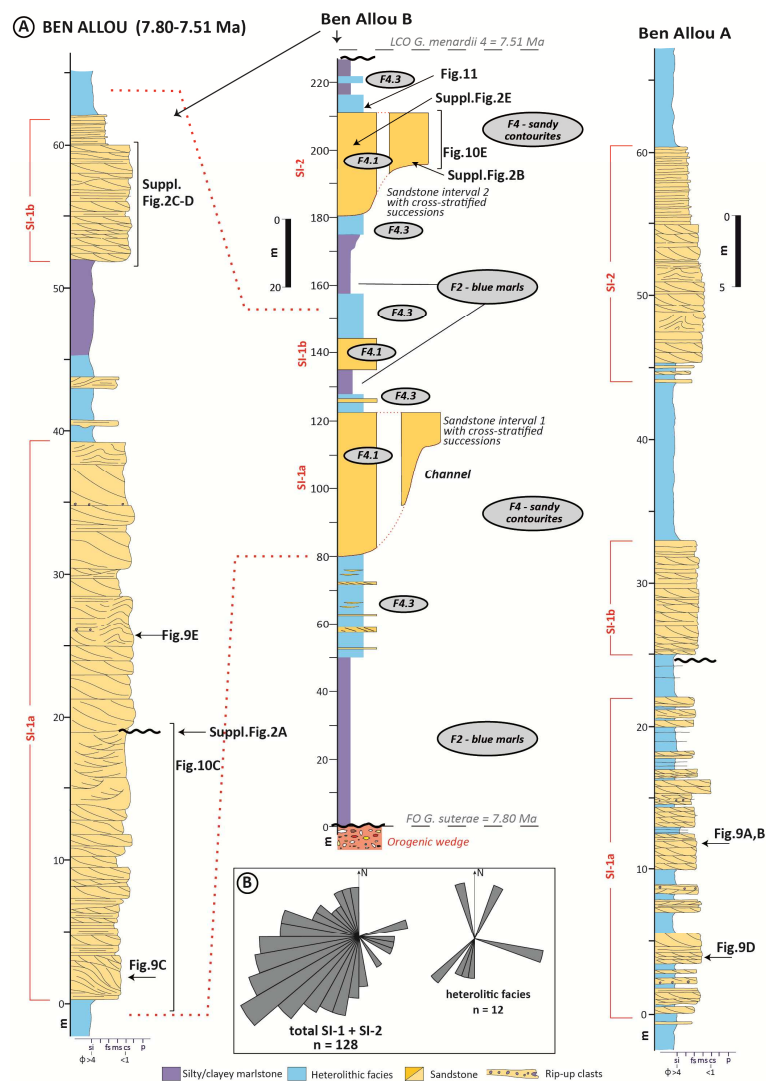 A BEN ALLOU (7.80-7.51 Ma)
Ben Allou B
Ben Allou A
LCO G. menardii 4 = 7.51 Ma
60
50
40
30
20
10
0
m
SI-1b
SI-1a
Suppl.
Fig.2C-D
Fig.9E
Suppl.Fig.2A
Fig.10C
Fig.9C
si fs ms cs p
Φ>4 <1
0
m
20
220
200
180
160
140
120
100
80
60
40
20
0
m
F4.3
Fig.11
Suppl.Fig.2E
F4 - sandy
contourites
Fig.10E
SI-2
F4.1
Suppl.Fig.2B
Sandstone interval 2
with cross-stratified
successions
F4.3
F2 - blue marls
F4.3
SI-1b
F4.1
F4.3
Sandstone interval 1
with cross-stratified
successions
SI-1a
F4.1
Channel
F4 - sandy
contourites
F4.3
F2 - blue marls
FO G. suterae = 7.80 Ma
Orogenic wedge
60
50
40
30
20
10
0
m
0
m
5
SI-2
SI-1b
SI-1a
Fig.9A,B
Fig.9D
si fs ms cs p
Φ>4 <1
B
N
total SI-1 + SI-2
n = 128
N
heterolitic facies
n = 12
Silty/clayey marlstone
Heterolithic facies
Sandstone
Rip-up clasts